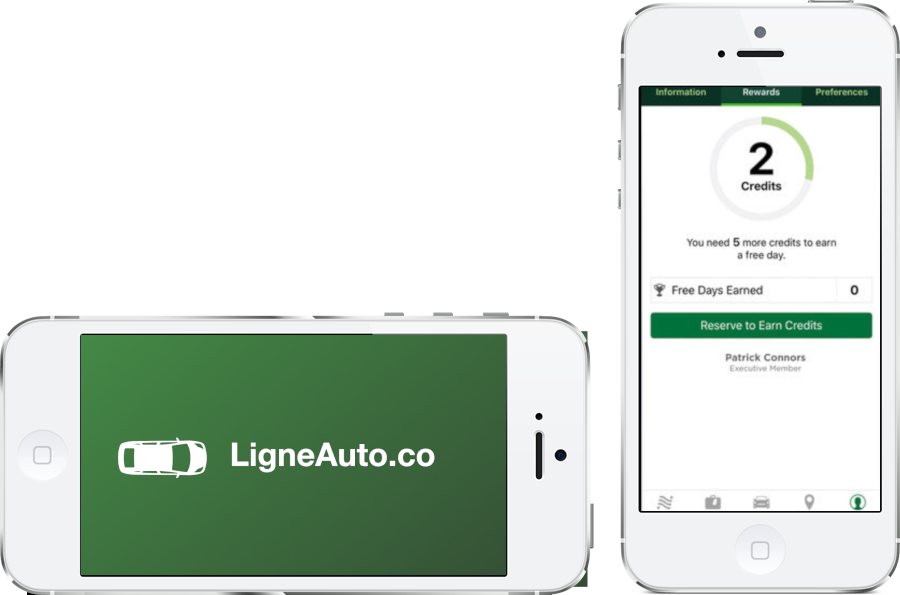 LigneAuto.co
Information Rewards Preferences
2
Credits
You need 5 more credits to earn
a free day.
Free Days Earned 0
Reserve to Earn Credits
Patrick Connors
Executive Member